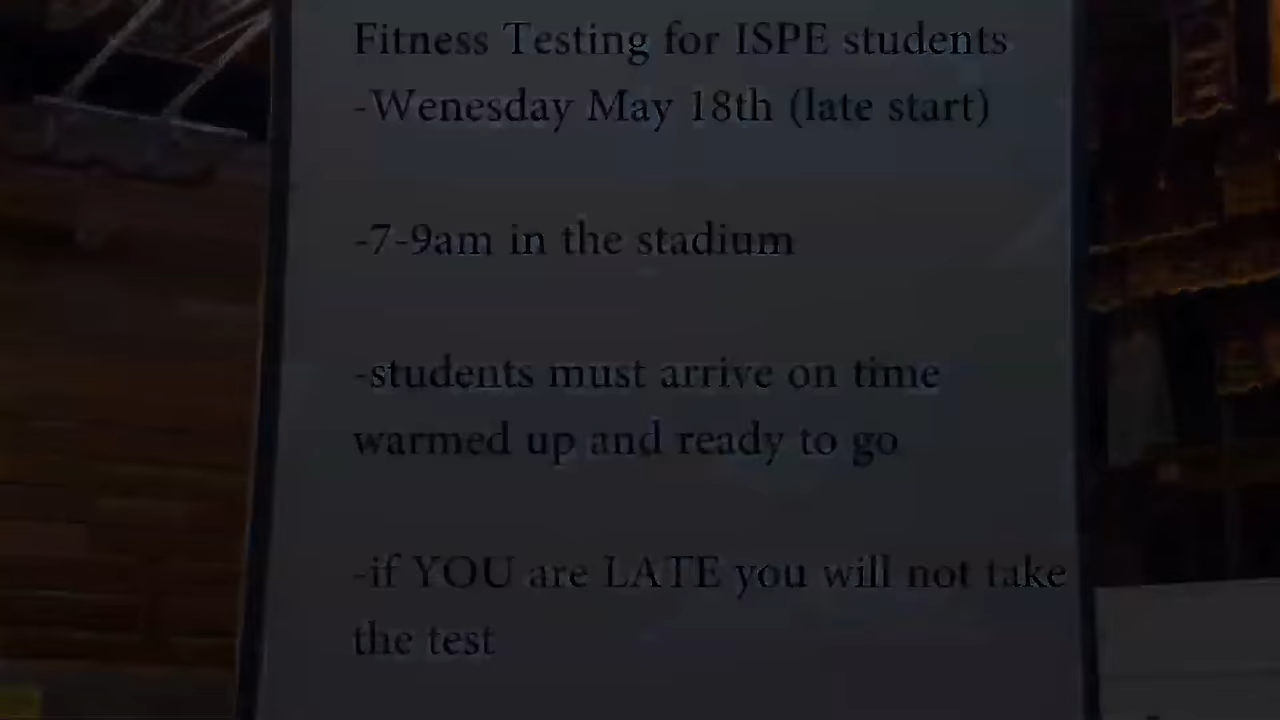 Fitness Testing for ISPE students
-Wenesday May 18th (late start)
-7-9am in the stadium
-students must arrive on time
warmed up and ready to go
-if YOU are LATE you will not take
the test